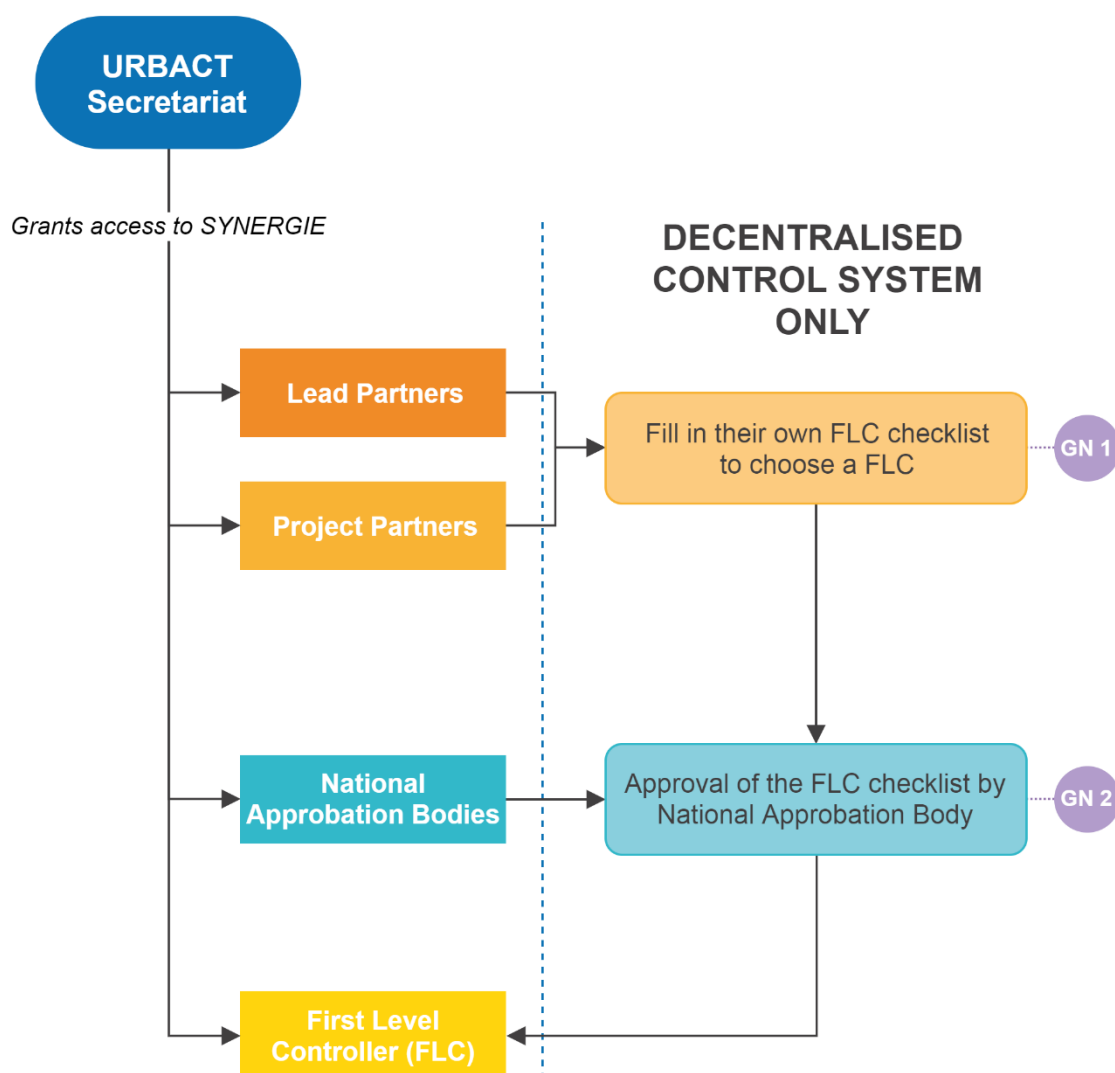 URBACT
Secretariat
Grants access to SYNERGIE
DECENTRALISED
CONTROL SYSTEM
ONLY
Lead Partners
Fill in their own FLC checklist
to choose a FLC
GN 1
Project Partners
National
Approbation Bodies
Approval of the FLC checklist by
National Approbation Body
GN 2
First Level
Controller (FLC)